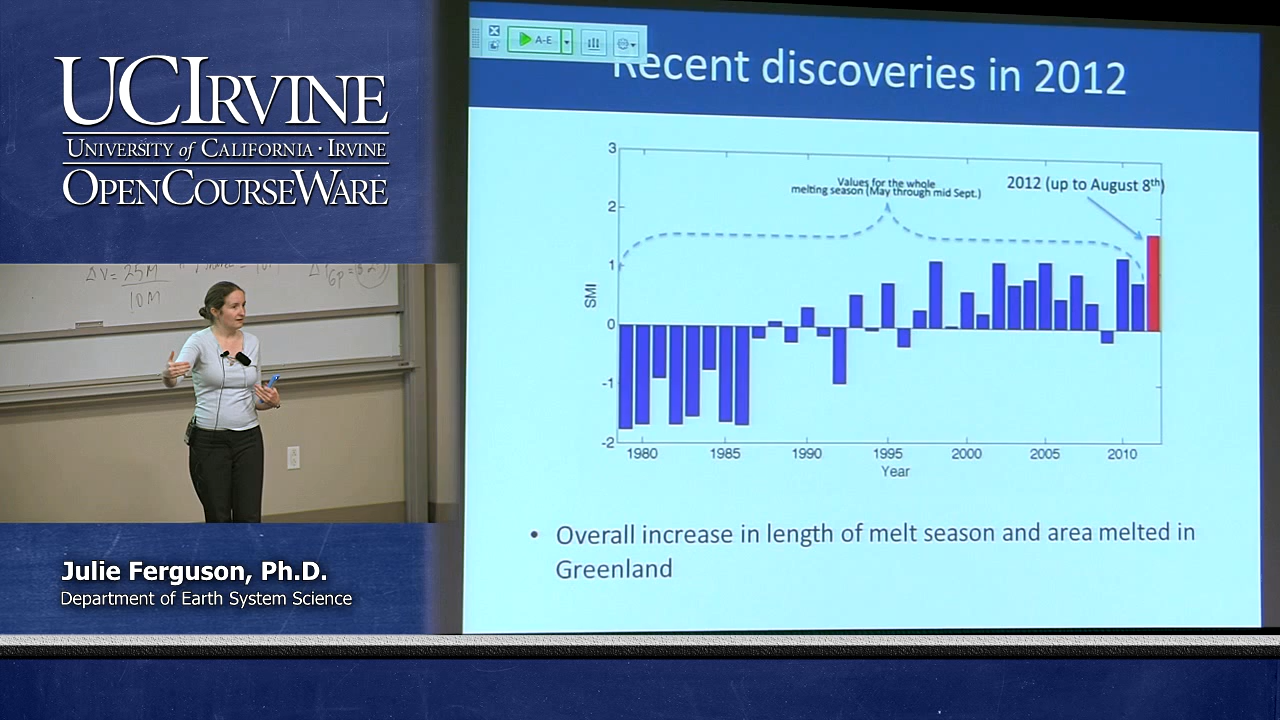 UCIRVINE
UNIVERSITY of CALIFORNIA · IRVINE
OPENCOURSEWARE
ΔV = 25M
10M
Julie Ferguson, Ph.D.
Department of Earth System Science
A-E
Recent discoveries in 2012
3
2
1
0
-1
-2
SMI
Values for the whole
melting season (May through mid Sept.)
2012 (up to August 8th)
1980 1985 1990 1995 2000 2005 2010
Year
• Overall increase in length of melt season and area melted in
Greenland